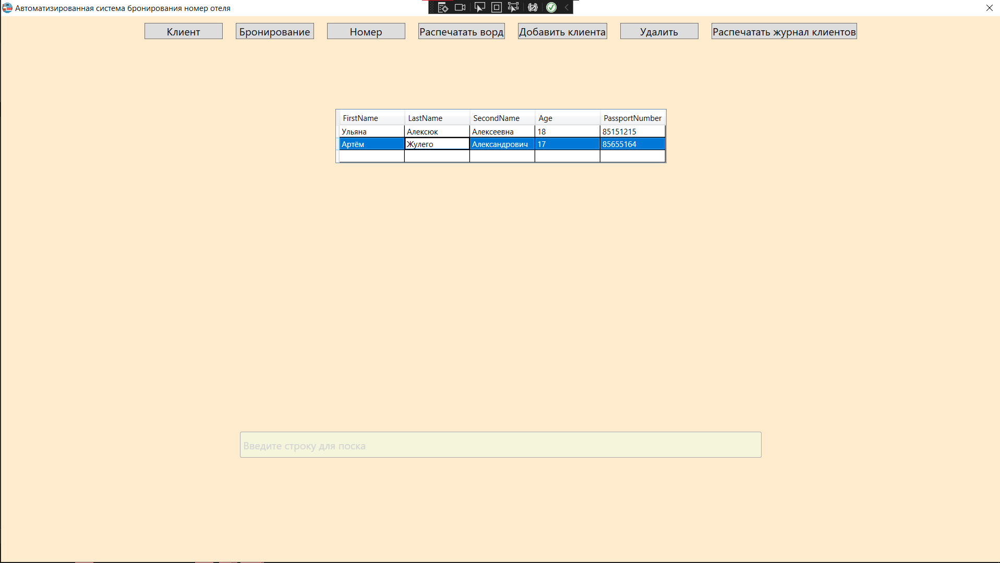 Автоматизированная система бронирования номер отеля
Клиент Бронирование Номер Распечатать ворд Добавить клиента Удалить Распечатать журнал клиентов
FirstName LastName SecondName Age PassportNumber
Ульяна Алексюк Алексеевна 18 85151215
Артём Жулего Александрович 17 85655164
Введите строку для поска